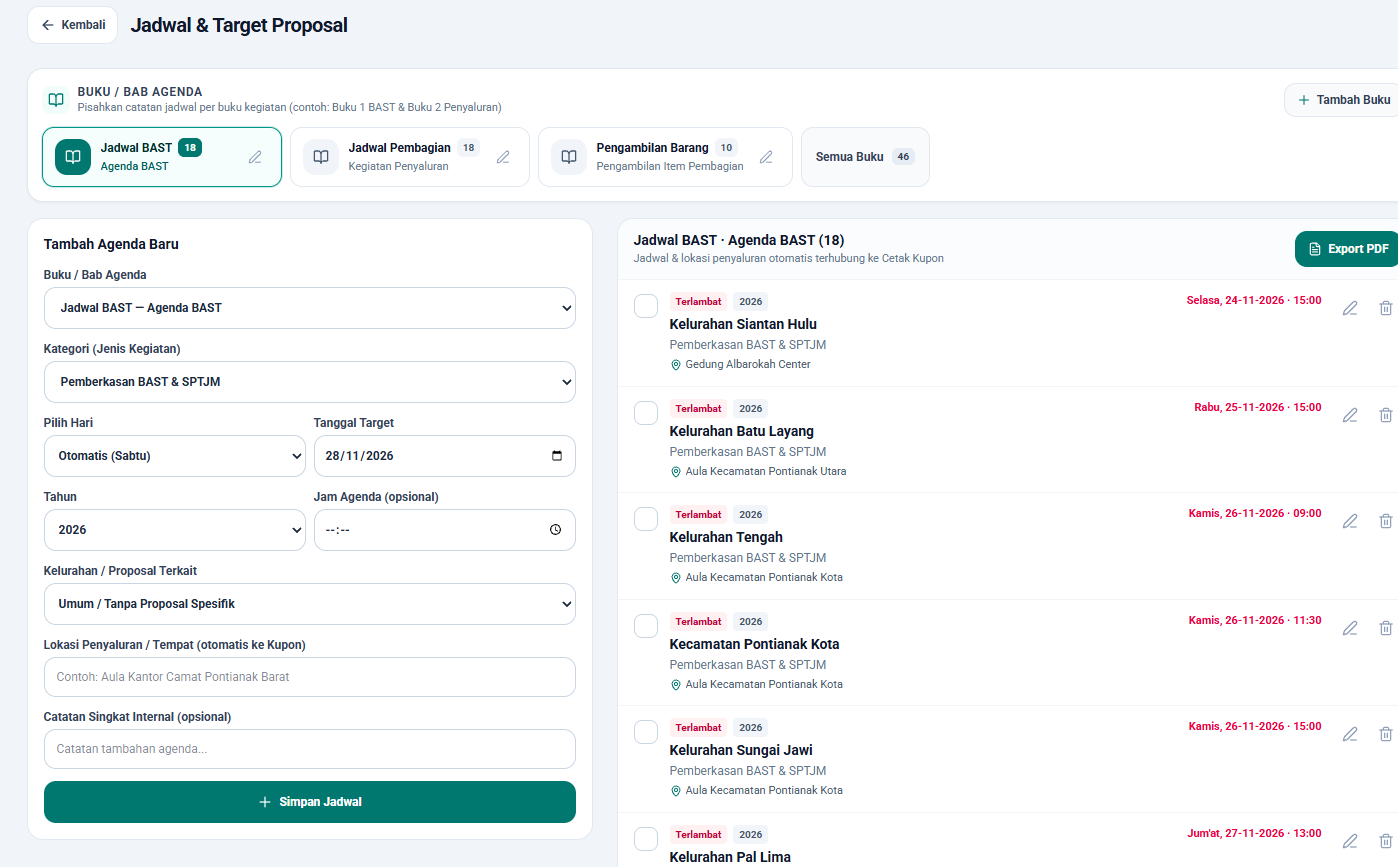 Kembali
Jadwal & Target Proposal
BUKU / BAB AGENDA
Pisahkan catatan jadwal per buku kegiatan (contoh: Buku 1 BAST & Buku 2 Penyaluran)
Tambah Buku
Jadwal BAST 18
Agenda BAST
Jadwal Pembagian 18
Kegiatan Penyaluran
Pengambilan Barang 10
Pengambilan Item Pembagian
Semua Buku 46
Tambah Agenda Baru
Buku / Bab Agenda
Jadwal BAST — Agenda BAST
Kategori (Jenis Kegiatan)
Pemberkasan BAST & SPTJM
Pilih Hari
Tanggal Target
Otomatis (Sabtu)
28/11/2026
Tahun
Jam Agenda (opsional)
2026
--:--
Kelurahan / Proposal Terkait
Umum / Tanpa Proposal Spesifik
Lokasi Penyaluran / Tempat (otomatis ke Kupon)
Contoh: Aula Kantor Camat Pontianak Barat
Catatan Singkat Internal (opsional)
Catatan tambahan agenda...
Simpan Jadwal
Jadwal BAST · Agenda BAST (18)
Jadwal & lokasi penyaluran otomatis terhubung ke Cetak Kupon
Export PDF
Terlambat 2026
Selasa, 24-11-2026 · 15:00
Kelurahan Siantan Hulu
Pemberkasan BAST & SPTJM
Gedung Albarokah Center
Terlambat 2026
Rabu, 25-11-2026 · 15:00
Kelurahan Batu Layang
Pemberkasan BAST & SPTJM
Aula Kecamatan Pontianak Utara
Terlambat 2026
Kamis, 26-11-2026 · 09:00
Kelurahan Tengah
Pemberkasan BAST & SPTJM
Aula Kecamatan Pontianak Kota
Terlambat 2026
Kamis, 26-11-2026 · 11:30
Kecamatan Pontianak Kota
Pemberkasan BAST & SPTJM
Aula Kecamatan Pontianak Kota
Terlambat 2026
Kamis, 26-11-2026 · 15:00
Kelurahan Sungai Jawi
Pemberkasan BAST & SPTJM
Aula Kecamatan Pontianak Kota
Terlambat 2026
Jum'at, 27-11-2026 · 13:00
Kelurahan Pal Lima